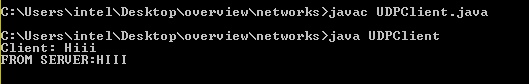 C:\Users\intel\Desktop\overview\networks>javac UDPClient.java
C:\Users\intel\Desktop\overview\networks>java UDPClient
Client: Hiii
FROM SERVER:HIII